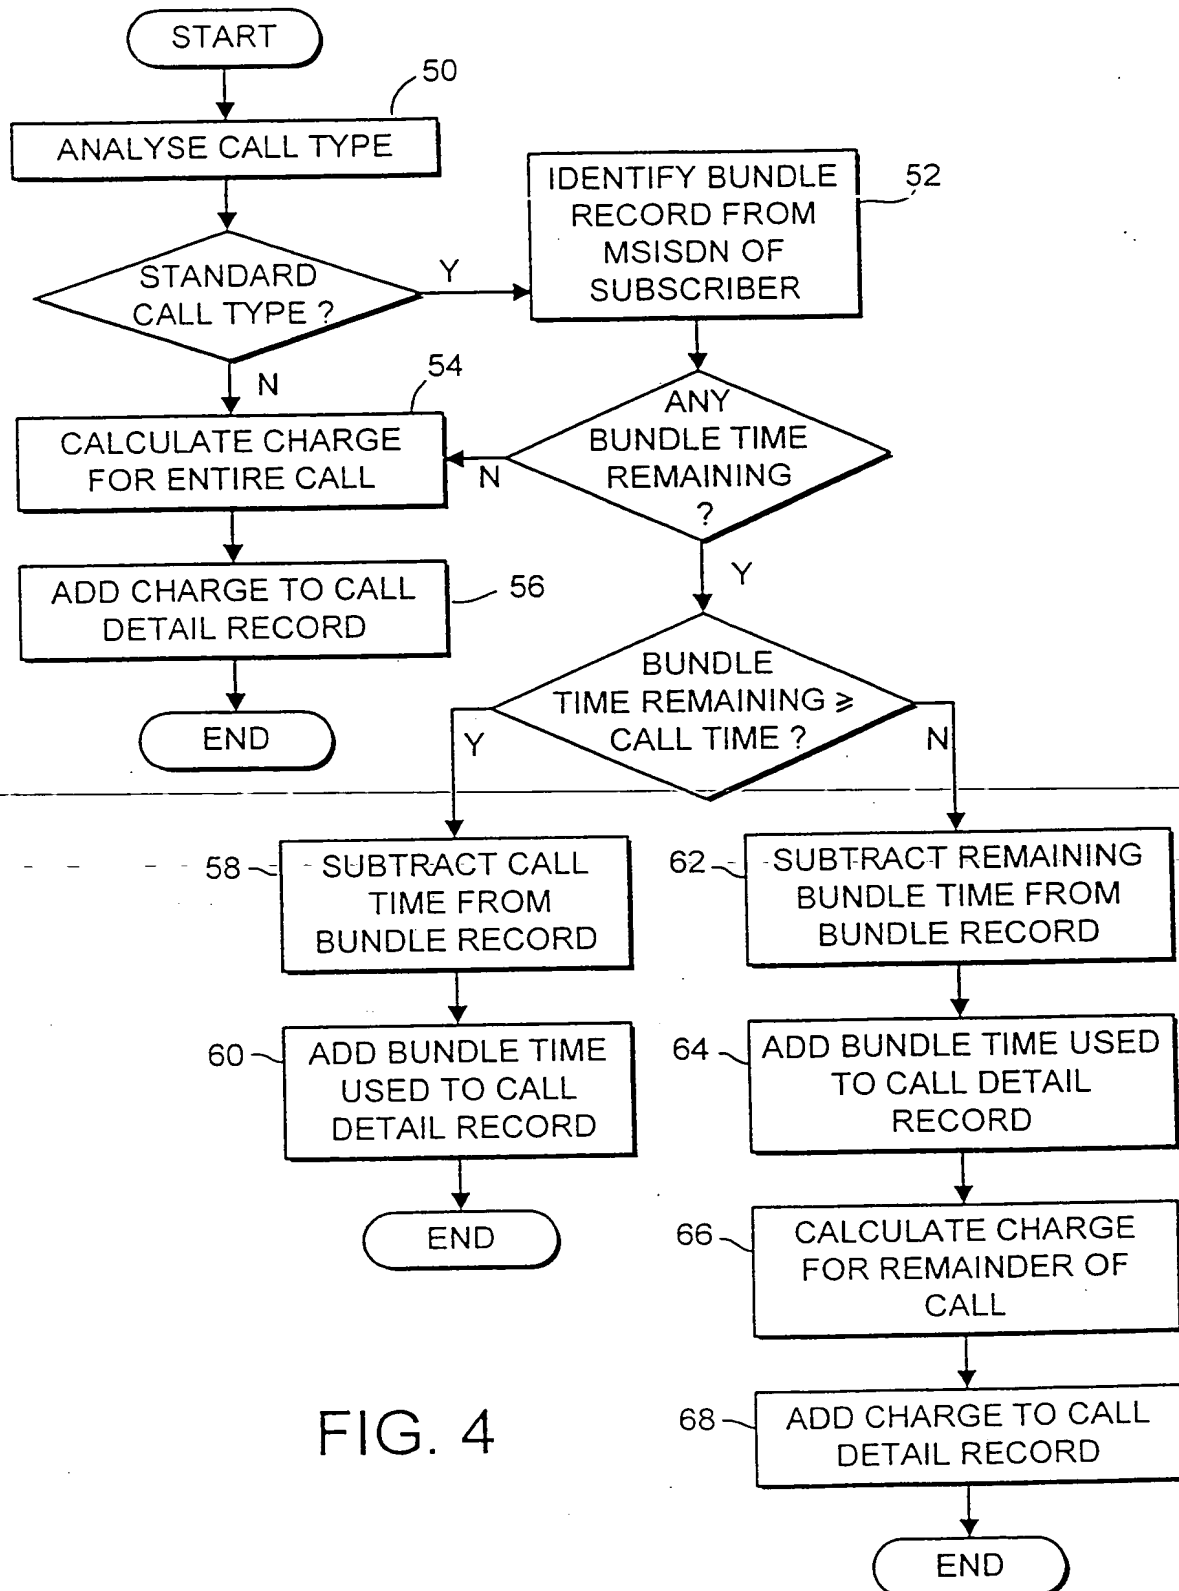 START
50
ANALYSE CALL TYPE
STANDARD
CALL TYPE ?
Y
N
IDENTIFY BUNDLE
RECORD FROM
MSISDN OF
SUBSCRIBER
52
54
CALCULATE CHARGE
FOR ENTIRE CALL
ANY
BUNDLE TIME
REMAINING
?
N
Y
ADD CHARGE TO CALL
DETAIL RECORD
56
END
BUNDLE
TIME REMAINING ⩾
CALL TIME ?
Y
N
58
SUBTRACT CALL
TIME FROM
BUNDLE RECORD
62
SUBTRACT REMAINING
BUNDLE TIME FROM
BUNDLE RECORD
60
ADD BUNDLE TIME
USED TO CALL
DETAIL RECORD
64
ADD BUNDLE TIME USED
TO CALL DETAIL
RECORD
END
66
CALCULATE CHARGE
FOR REMAINDER OF
CALL
68
ADD CHARGE TO CALL
DETAIL RECORD
END
FIG. 4